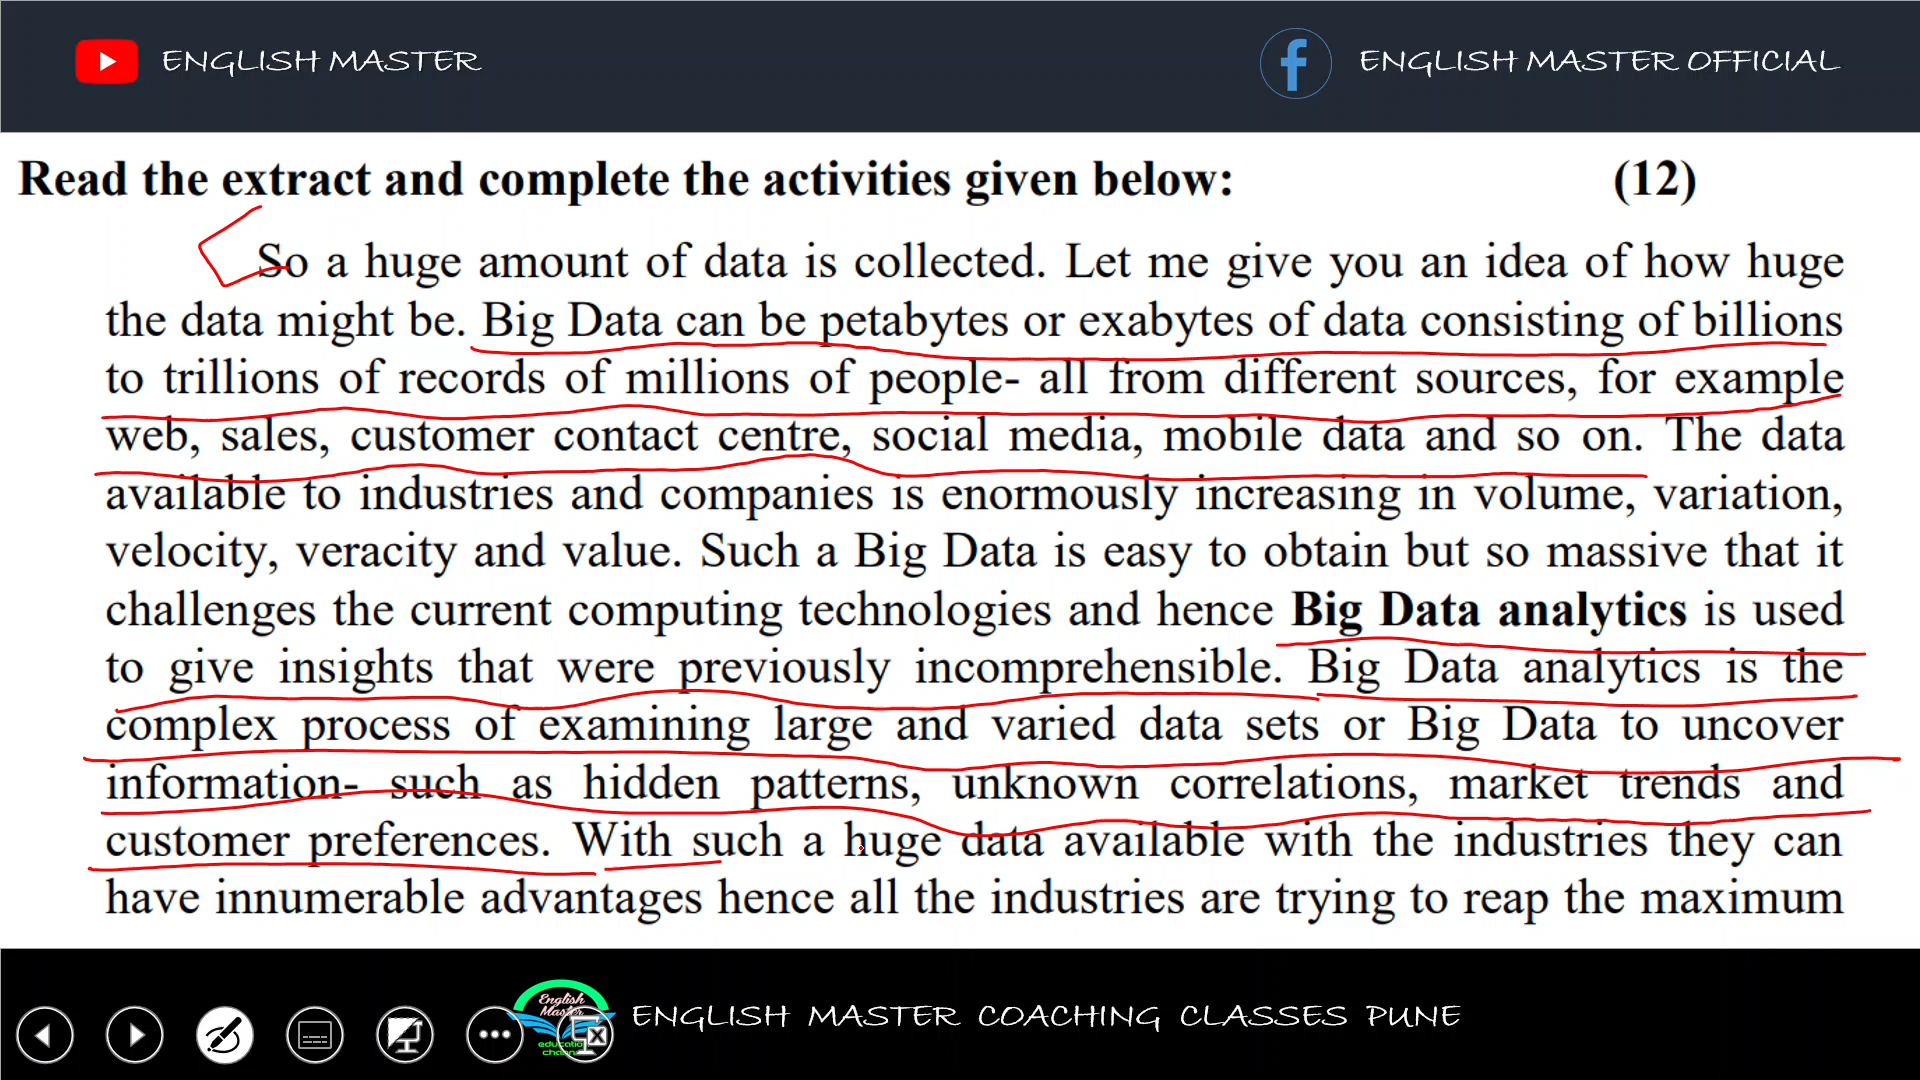 ENGLISH MASTER
ENGLISH MASTER OFFICIAL
Read the extract and complete the activities given below: (12)
So a huge amount of data is collected. Let me give you an idea of how huge
the data might be. Big Data can be petabytes or exabytes of data consisting of billions
to trillions of records of millions of people- all from different sources, for example
web, sales, customer contact centre, social media, mobile data and so on. The data
available to industries and companies is enormously increasing in volume, variation,
velocity, veracity and value. Such a Big Data is easy to obtain but so massive that it
challenges the current computing technologies and hence Big Data analytics is used
to give insights that were previously incomprehensible. Big Data analytics is the
complex process of examining large and varied data sets or Big Data to uncover
information- such as hidden patterns, unknown correlations, market trends and
customer preferences. With such a huge data available with the industries they can
have innumerable advantages hence all the industries are trying to reap the maximum
English
Master
ENGLISH MASTER COACHING CLASSES PUNE